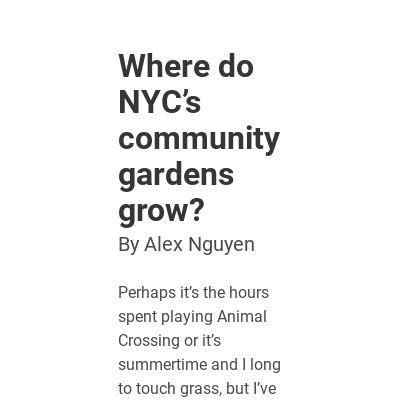 Where do
NYC’s
community
gardens
grow?
By Alex Nguyen
Perhaps it’s the hours
spent playing Animal
Crossing or it’s
summertime and I long
to touch grass, but I’ve